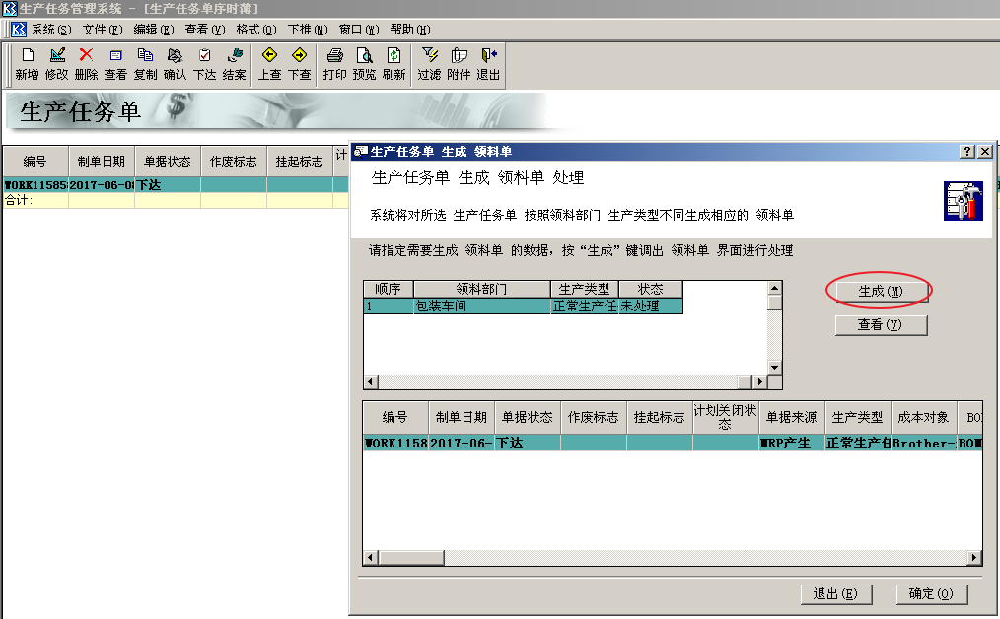 生产任务管理系统 - [生产任务单序时薄]
系统(S) 文件(F) 编辑(E) 查看(V) 格式(O) 下推(M) 窗口(W) 帮助(H)
新增 修改 删除 查看 复制 确认 下达 结案 上查 下查 打印 预览 刷新 过滤 附件 退出
生产任务单
编号 制单日期 单据状态 作废标志 挂起标志 计
WORK11585 2017-06-08 下达
合计:
生产任务单 生成 领料单
生产任务单 生成 领料单 处理
系统将对所选 生产任务单 按照领料部门 生产类型不同生成相应的 领料单
请指定需要生成 领料单 的数据，按“生成”键调出 领料单 界面进行处理
顺序 领料部门 生产类型 状态
1 包装车间 正常生产任 未处理
生成(M)
查看(V)
编号 制单日期 单据状态 作废标志 挂起标志 计划关闭状态 单据来源 生产类型 成本对象 BO
WORK1158 2017-06- 下达 MRP产生 正常生产任 Brother- BOM
退出(E) 确定(O)